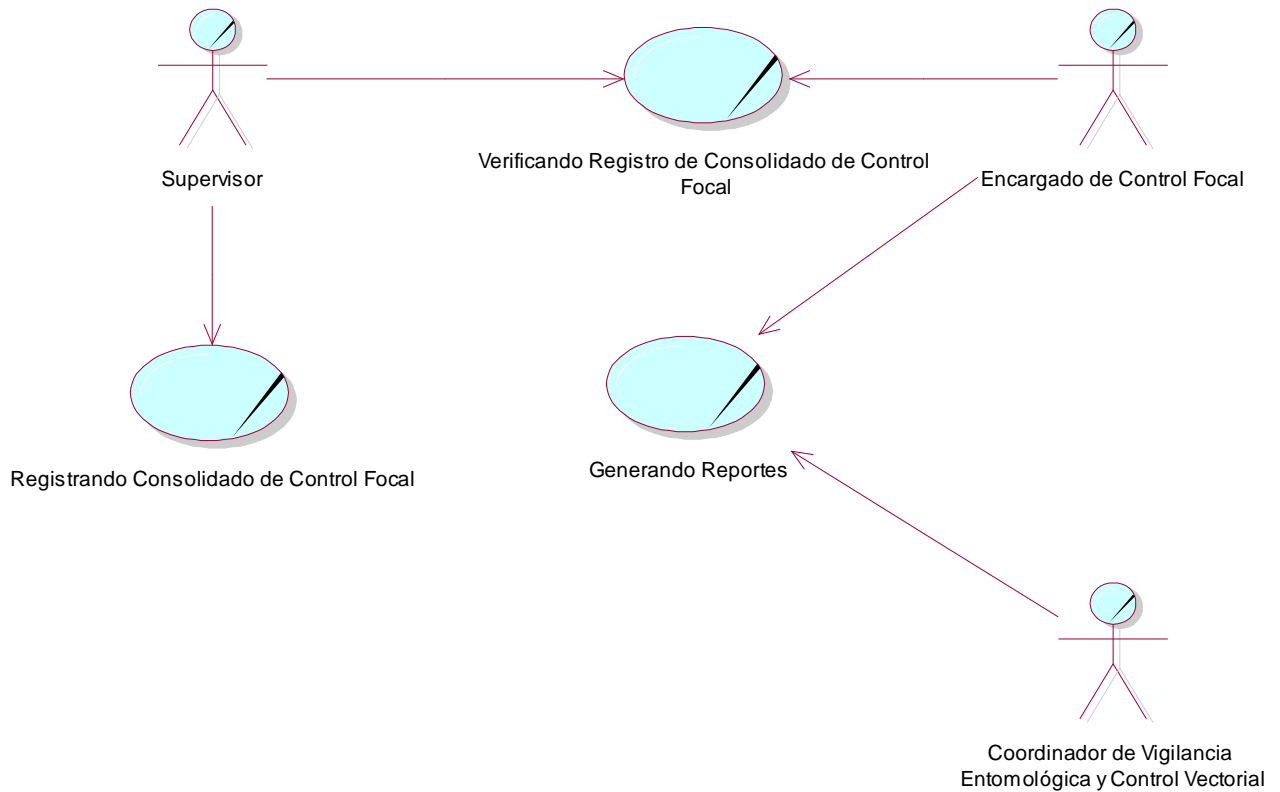 Supervisor
Verificando Registro de Consolidado de Control
Focal
Encargado de Control Focal
Registrando Consolidado de Control Focal
Generando Reportes
Coordinador de Vigilancia
Entomológica y Control Vectorial